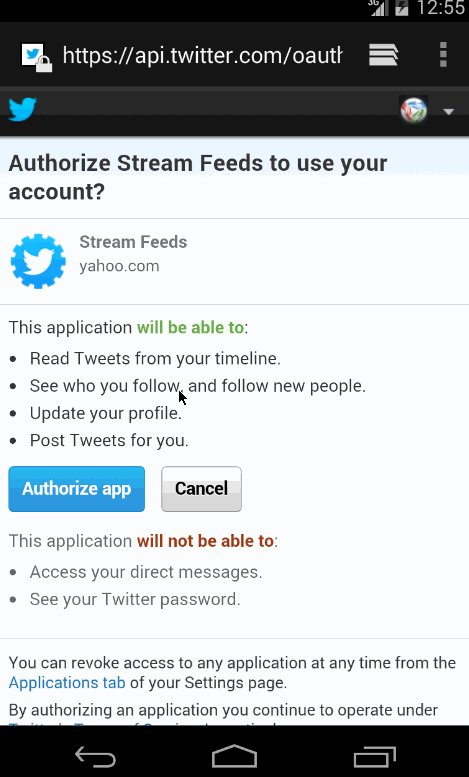 3G 12:55
https://api.twitter.com/oauth
Authorize Stream Feeds to use your
account?
Stream Feeds
yahoo.com
This application will be able to:
• Read Tweets from your timeline.
• See who you follow, and follow new people.
• Update your profile.
• Post Tweets for you.
Authorize app Cancel
This application will not be able to:
• Access your direct messages.
• See your Twitter password.
You can revoke access to any application at any time from the
Applications tab of your Settings page.
By authorizing an application you continue to operate under